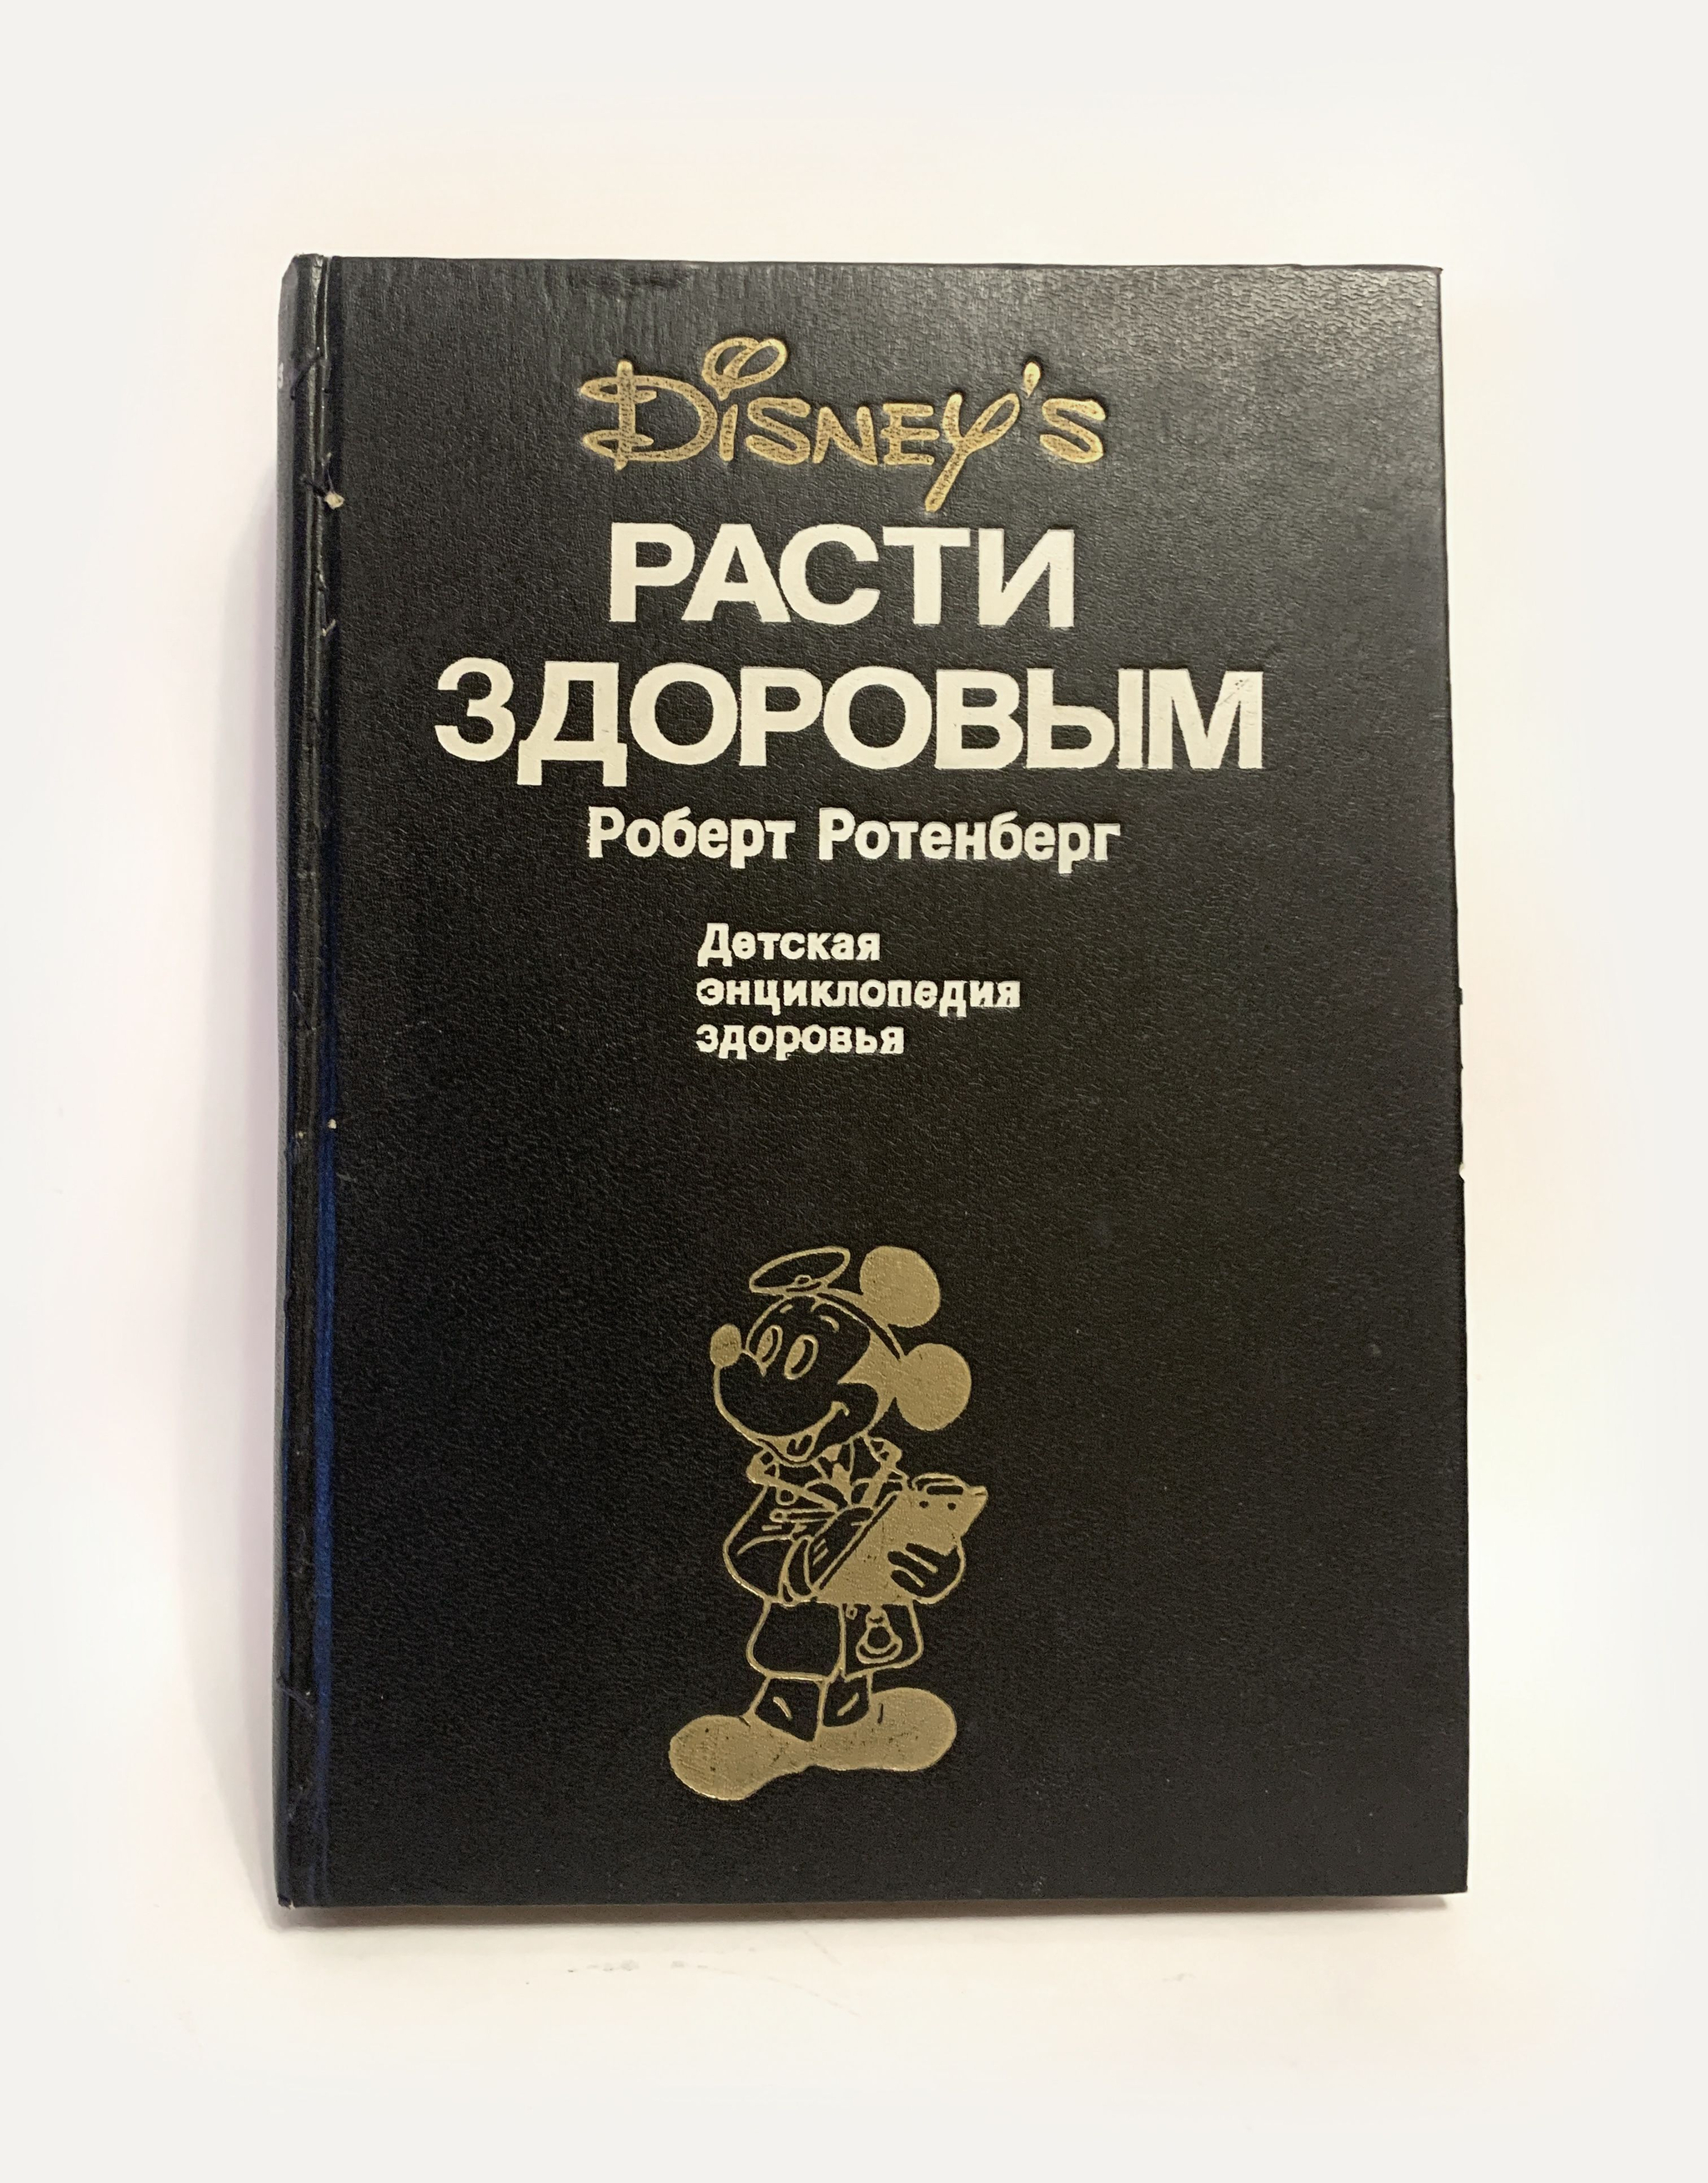 Disney's
РАСТИ
ЗДОРОВЫМ
Роберт Ротенберг
Детская
энциклопедия
здоровья